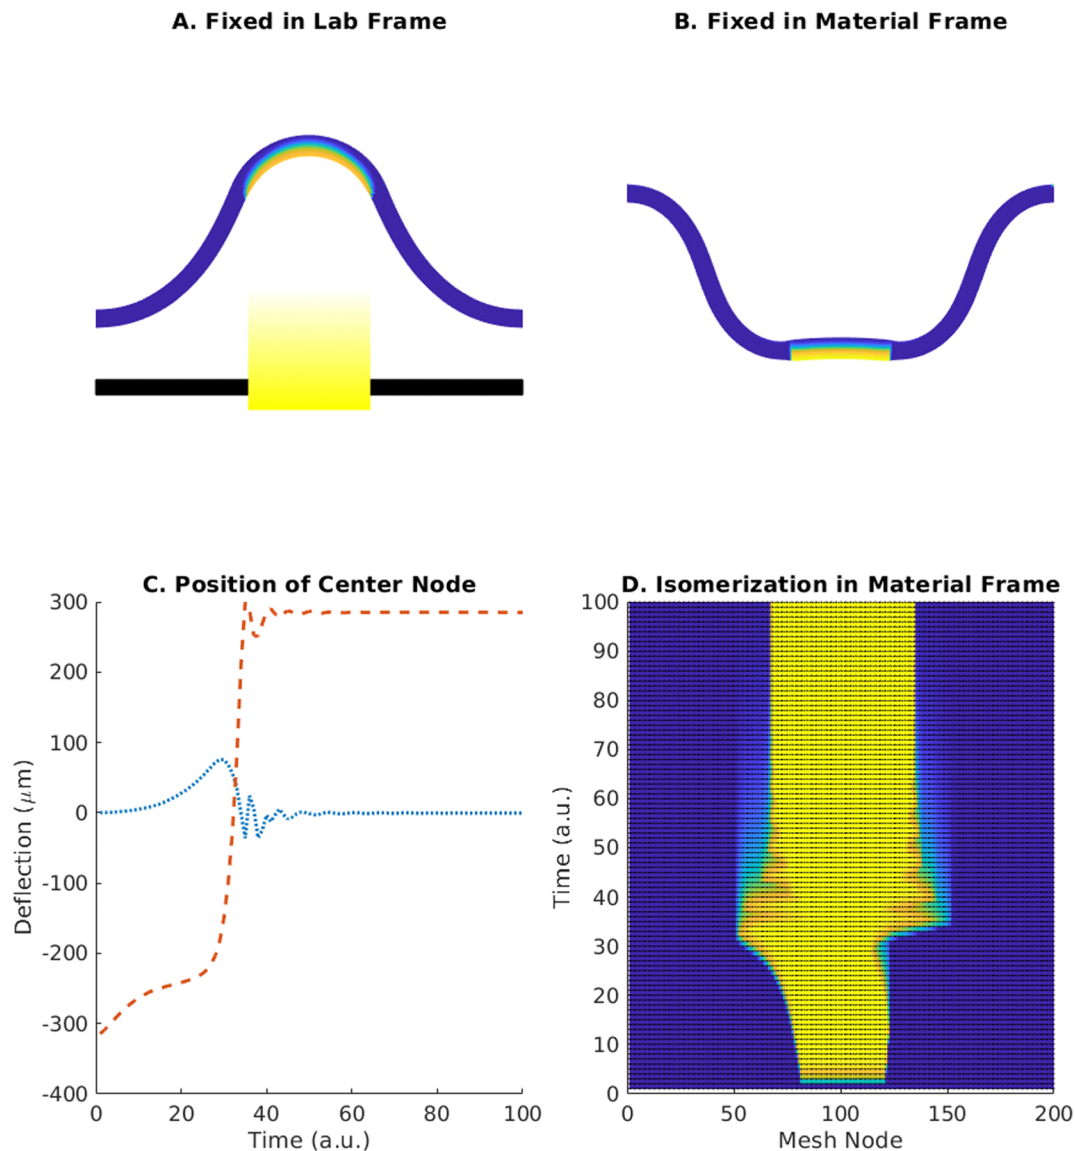 A. Fixed in Lab Frame
B. Fixed in Material Frame
C. Position of Center Node
300
200
100
0
-100
-200
-300
-400
Deflection (μm)
0 20 40 60 80 100
Time (a.u.)
D. Isomerization in Material Frame
100
90
80
70
60
50
40
30
20
10
0
Time (a.u.)
0 50 100 150 200
Mesh Node